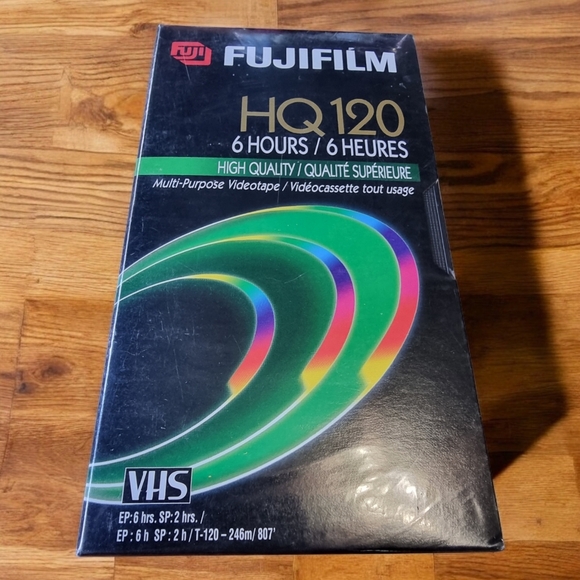 FUJI FUJIFILM
HQ 120
6 HOURS / 6 HEURES
HIGH QUALITY / QUALITÉ SUPÉRIEURE
Multi-Purpose Videotape / Vidéocassette tout usage
VHS
EP: 6 hrs. SP: 2 hrs. /
EP : 6 h SP : 2 h / T-120 – 246m/ 807'